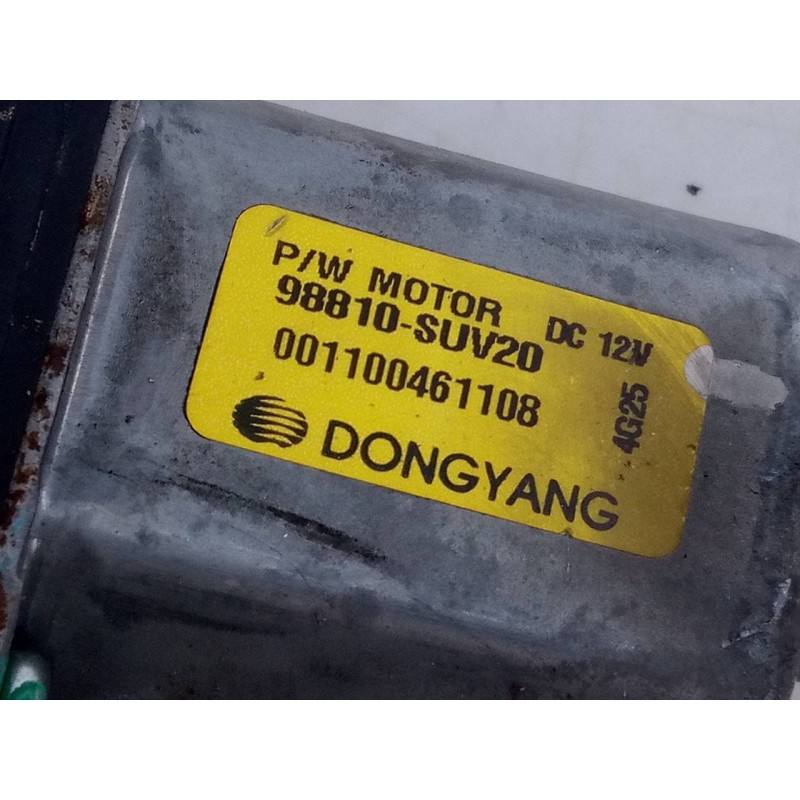 P/W MOTOR DC 12V
98810-SUV20
001100461108
4G25
DONGYANG